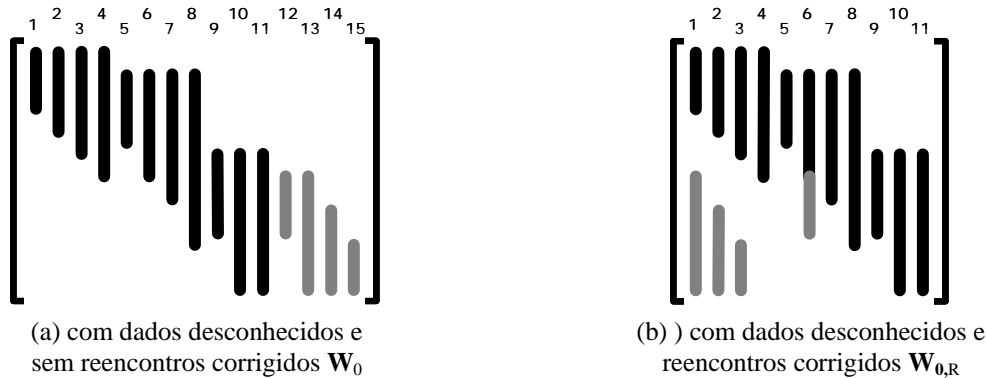 1 2 3 4 5 6 7 8 9 10 11 12 13 14 15
1 2 3 4 5 6 7 8 9 10 11
(a) com dados desconhecidos e
sem reencontros corrigidos W0
(b) ) com dados desconhecidos e
reencontros corrigidos W0,R